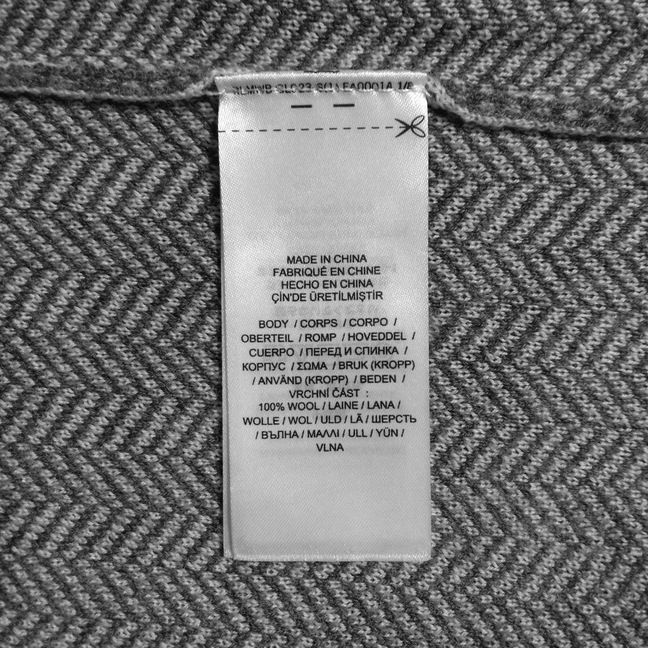 MADE IN CHINA
FABRIQUÉ EN CHINE
HECHO EN CHINA
ÇİN'DE ÜRETİLMİŞTİR
BODY / CORPS / CORPO /
OBERTEIL / ROMP / HOVEDDEL /
CUERPO / ПЕРЕД И СПИНКА /
КОРПУС / ΣΩΜΑ / BRUK (KROPP)
/ ANVÄND (KROPP) / BEDEN /
VRCHNÍ ČÁST :
100% WOOL / LAINE / LANA /
WOLLE / WOL / ULD / LÃ / ШЕРСТЬ
/ ВЪЛНА / ΜΑΛΛΙ / ULL / YÜN /
VLNA